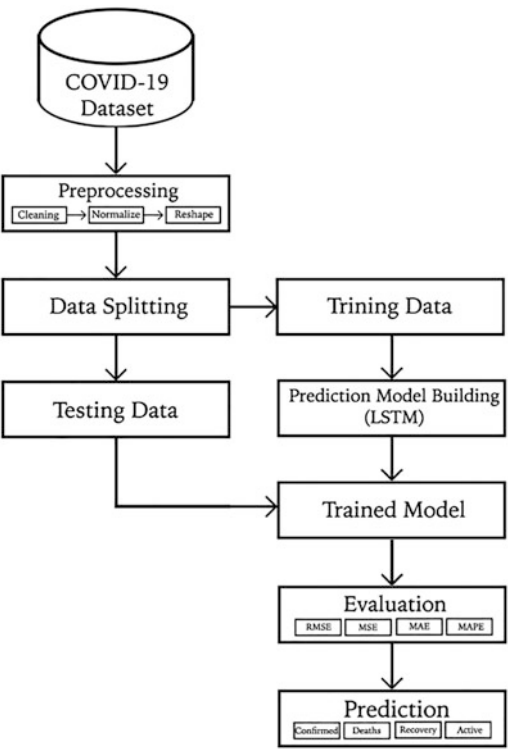 COVID-19
Dataset
Preprocessing
Cleaning Normalize Reshape
Data Splitting Trining Data
Testing Data
Prediction Model Building
(LSTM)
Trained Model
Evaluation
RMSE MSE MAE MAPE
Prediction
Confirmed Deaths Recovery Active